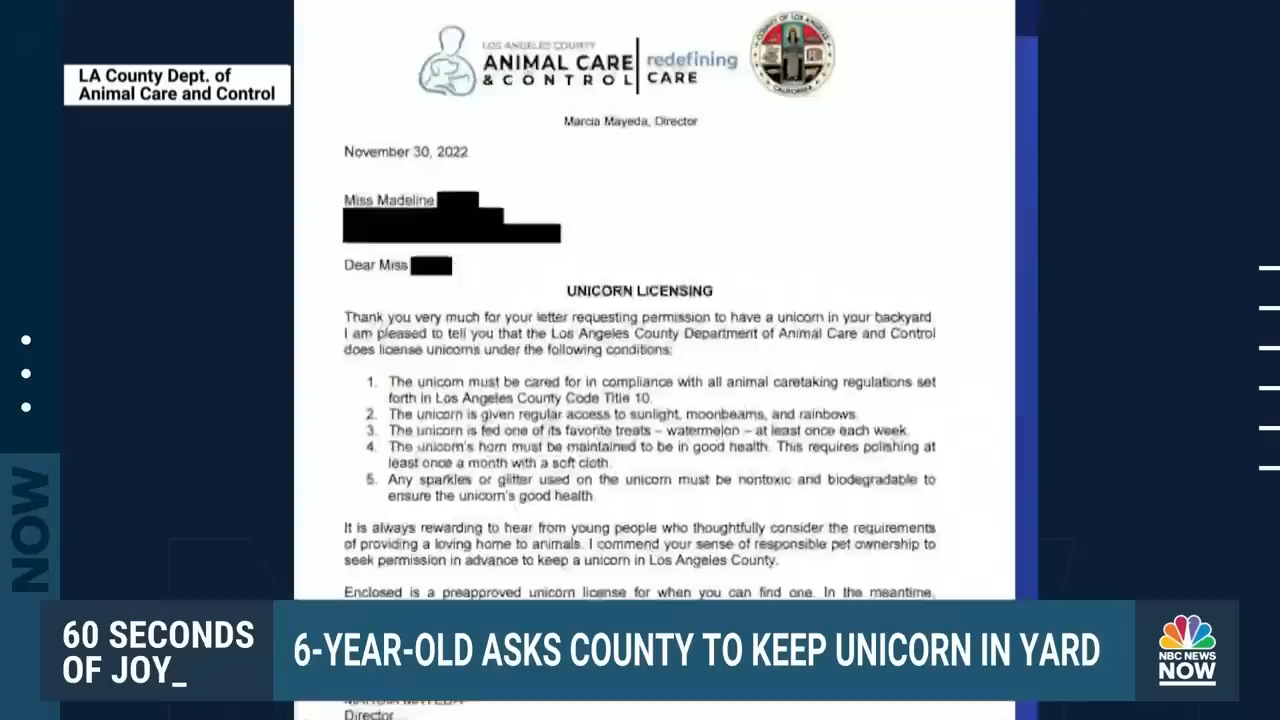 LA County Dept. of
Animal Care and Control
LOS ANGELES COUNTY
ANIMAL CARE
& CONTROL
redefining
CARE
COUNTY OF LOS ANGELES
CALIFORNIA
Marcia Mayeda, Director
November 30, 2022
Miss Madeline
Dear Miss
UNICORN LICENSING
Thank you very much for your letter requesting permission to have a unicorn in your backyard.
I am pleased to tell you that the Los Angeles County Department of Animal Care and Control
does license unicorns under the following conditions:
1. The unicorn must be cared for in compliance with all animal caretaking regulations set
forth in Los Angeles County Code Title 10.
2. The unicorn is given regular access to sunlight, moonbeams, and rainbows.
3. The unicorn is fed one of its favorite treats – watermelon – at least once each week.
4. The unicorn's horn must be maintained to be in good health. This requires polishing at
least once a month with a soft cloth.
5. Any sparkles or glitter used on the unicorn must be nontoxic and biodegradable to
ensure the unicorn's good health.
It is always rewarding to hear from young people who thoughtfully consider the requirements
of providing a loving home to animals. I commend your sense of responsible pet ownership to
seek permission in advance to keep a unicorn in Los Angeles County.
Enclosed is a preapproved unicorn license for when you can find one. In the meantime,
NOW
60 SECONDS
OF JOY_
6-YEAR-OLD ASKS COUNTY TO KEEP UNICORN IN YARD
NBC NEWS
NOW
Director